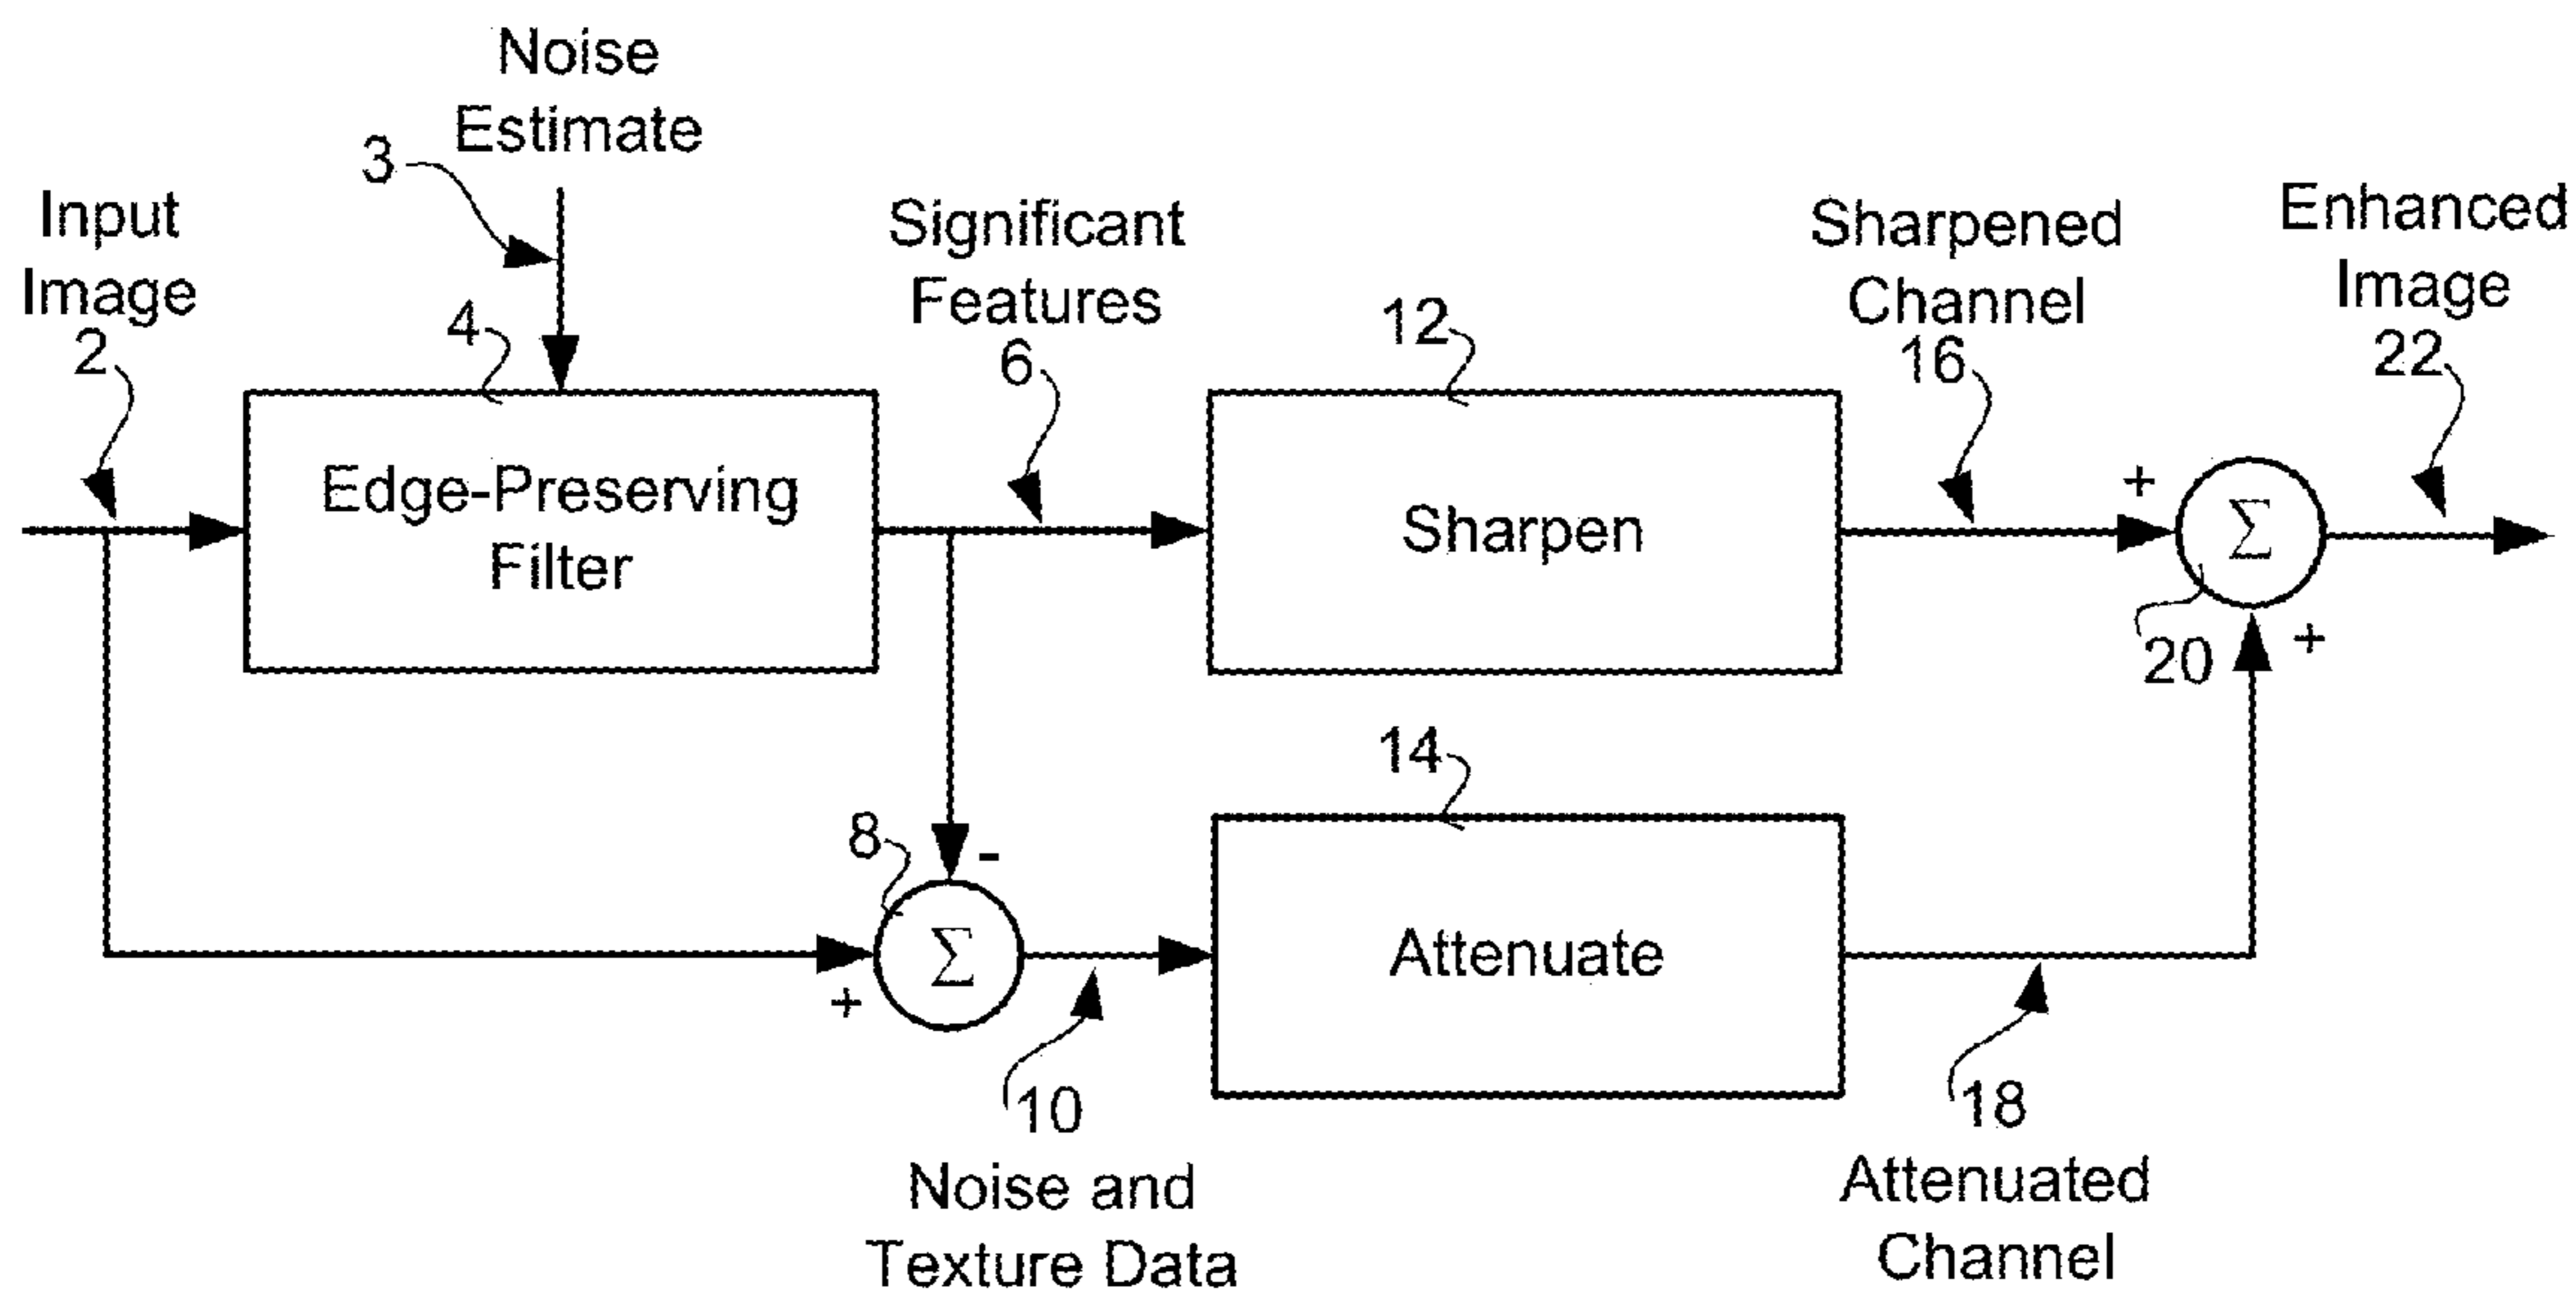 Noise
Estimate
3
Input
Image
2
4
Edge-Preserving
Filter
Significant
Features
6
12
Sharpen
Sharpened
Channel
16
Enhanced
Image
22
+
Σ
20
+
8
-
+
Σ
10
Noise and
Texture Data
14
Attenuate
18
Attenuated
Channel